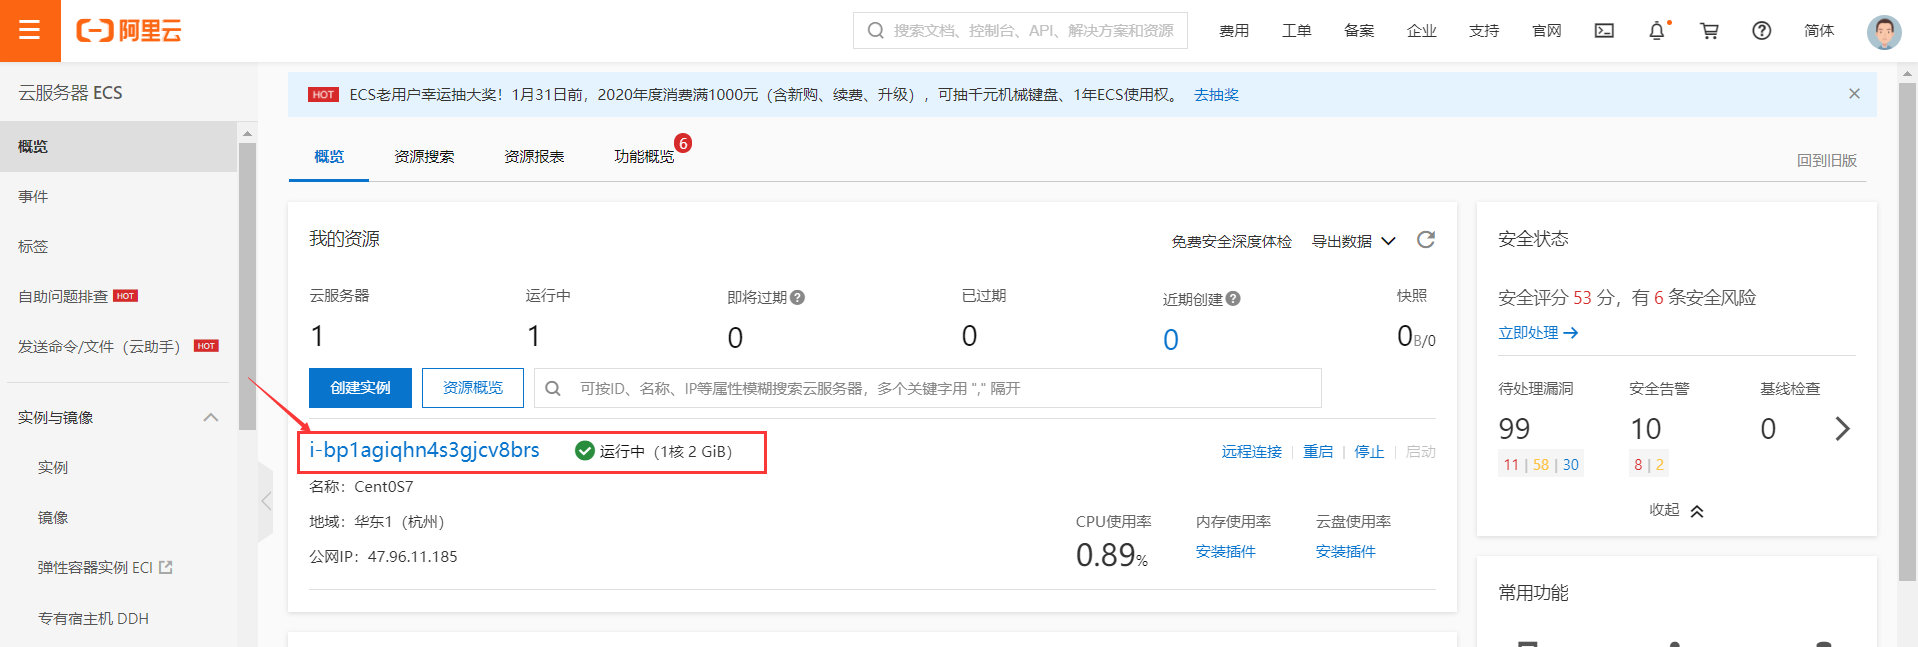 阿里云
搜索文档、控制台、API、解决方案和资源
费用 工单 备案 企业 支持 官网 简体
云服务器 ECS
概览
事件
标签
自助问题排查 HOT
发送命令/文件（云助手） HOT
实例与镜像
实例
镜像
弹性容器实例 ECI
专有宿主机 DDH
HOT ECS老用户幸运抽大奖！1月31日前，2020年度消费满1000元（含新购、续费、升级），可抽千元机械键盘、1年ECS使用权。 去抽奖
概览 资源搜索 资源报表 功能概览 6
回到旧版
我的资源
免费安全深度体检 导出数据
云服务器 运行中 即将过期 已过期 近期创建 快照
1 1 0 0 0 0B/0
创建实例 资源概览 可按ID、名称、IP等属性模糊搜索云服务器，多个关键字用 "," 隔开
i-bp1agiqhn4s3gjcv8brs 运行中（1核 2 GiB）
远程连接 | 重启 | 停止 | 启动
名称：Cent0S7
地域：华东1（杭州）
公网IP：47.96.11.185
CPU使用率 内存使用率 云盘使用率
0.89% 安装插件 安装插件
安全状态
安全评分 53 分，有 6 条安全风险
立即处理
待处理漏洞 安全告警 基线检查
99 10 0
11 | 58 | 30 8 | 2
收起
常用功能